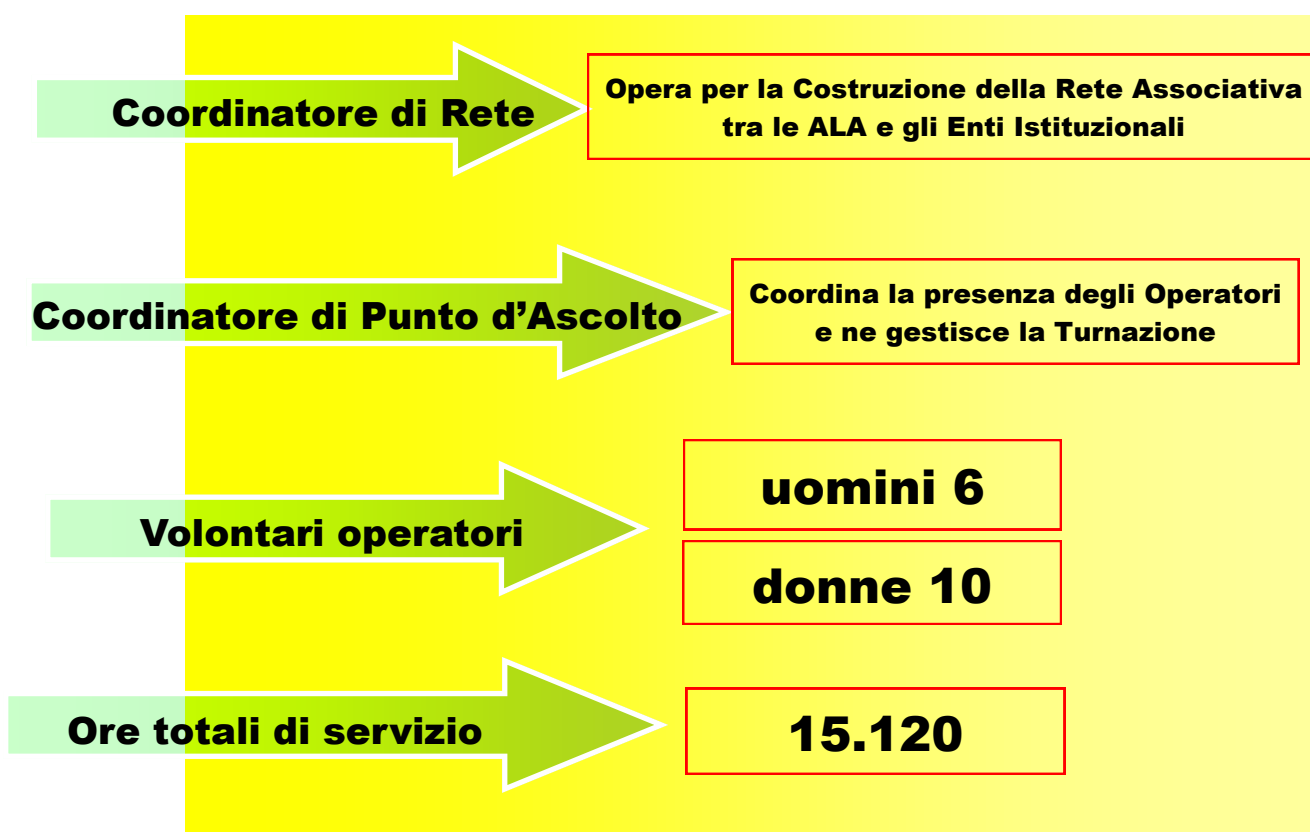 Coordinatore di Rete
Opera per la Costruzione della Rete Associativa
tra le ALA e gli Enti Istituzionali
Coordinatore di Punto d’Ascolto
Coordina la presenza degli Operatori
e ne gestisce la Turnazione
Volontari operatori
uomini 6
donne 10
Ore totali di servizio
15.120